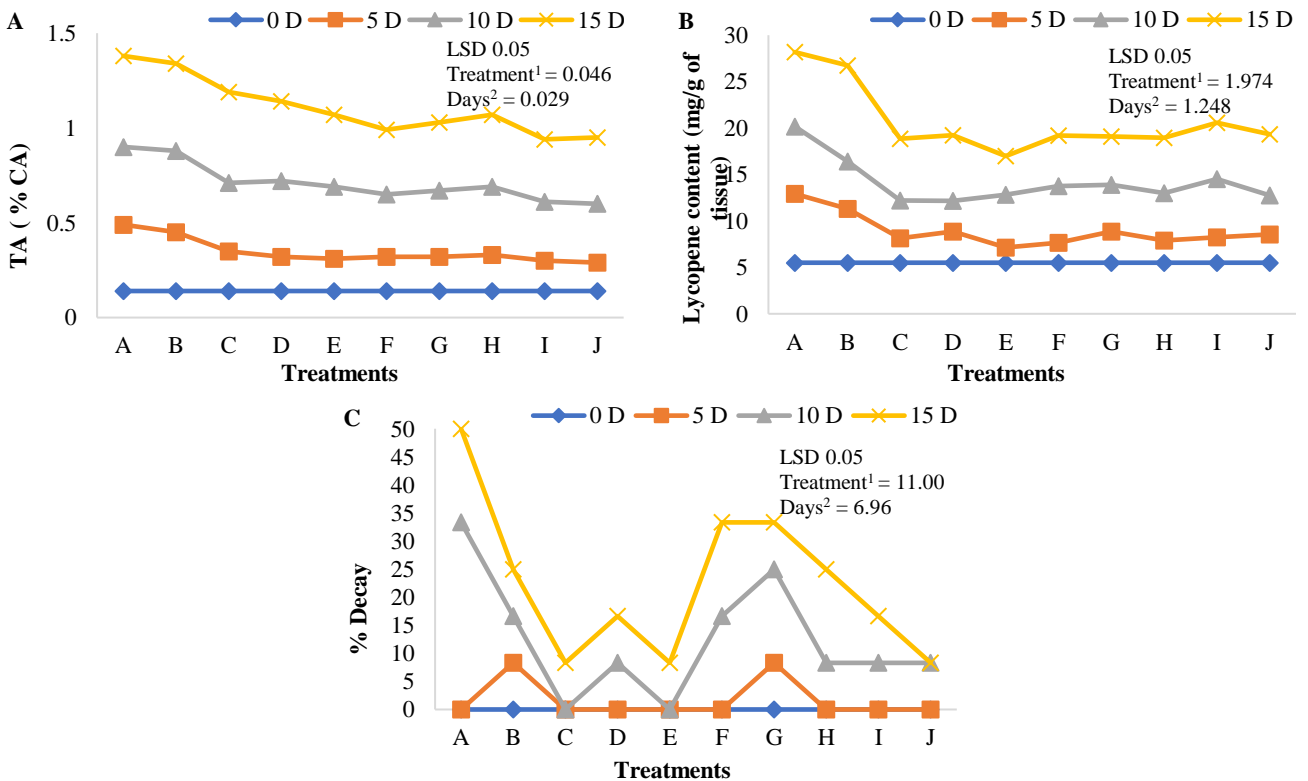 A
0 D 5 D 10 D 15 D
LSD 0.05
Treatment¹ = 0.046
Days² = 0.029
TA ( % CA)
1.5
1
0.5
0
A B C D E F G H I J
Treatments
B
0 D 5 D 10 D 15 D
LSD 0.05
Treatment¹ = 1.974
Days² = 1.248
Lycopene content (mg/g of
tissue)
30
25
20
15
10
5
0
A B C D E F G H I J
Treatments
C
0 D 5 D 10 D 15 D
LSD 0.05
Treatment¹ = 11.00
Days² = 6.96
% Decay
50
45
40
35
30
25
20
15
10
5
0
A B C D E F G H I J
Treatments